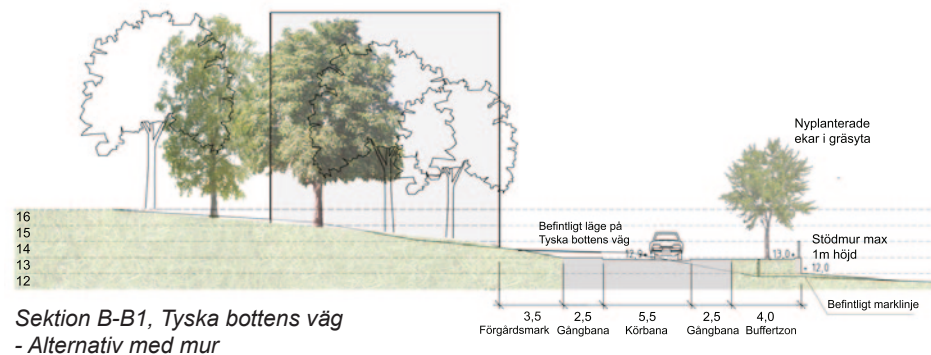 Nyplanterade
ekar i gräsyta
16
15
14
13
12
Befintligt läge på
Tyska bottens väg
12,9
13,0
Stödmur max
1m höjd
12,0
Befintligt marklinje
3,5 2,5 5,5 2,5 4,0
Förgårdsmark Gångbana Körbana Gångbana Buffertzon
Sektion B-B1, Tyska bottens väg
- Alternativ med mur